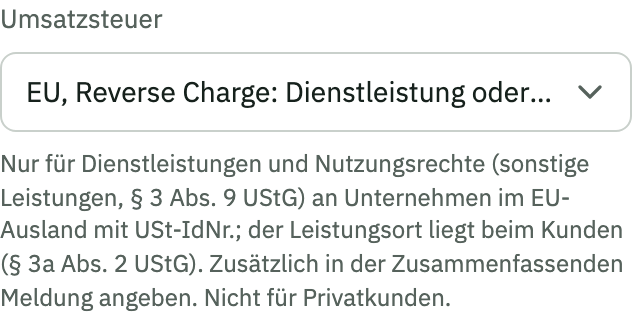 Umsatzsteuer
EU, Reverse Charge: Dienstleistung oder...
Nur für Dienstleistungen und Nutzungsrechte (sonstige
Leistungen, § 3 Abs. 9 UStG) an Unternehmen im EU-
Ausland mit USt-IdNr.; der Leistungsort liegt beim Kunden
(§ 3a Abs. 2 UStG). Zusätzlich in der Zusammenfassenden
Meldung angeben. Nicht für Privatkunden.